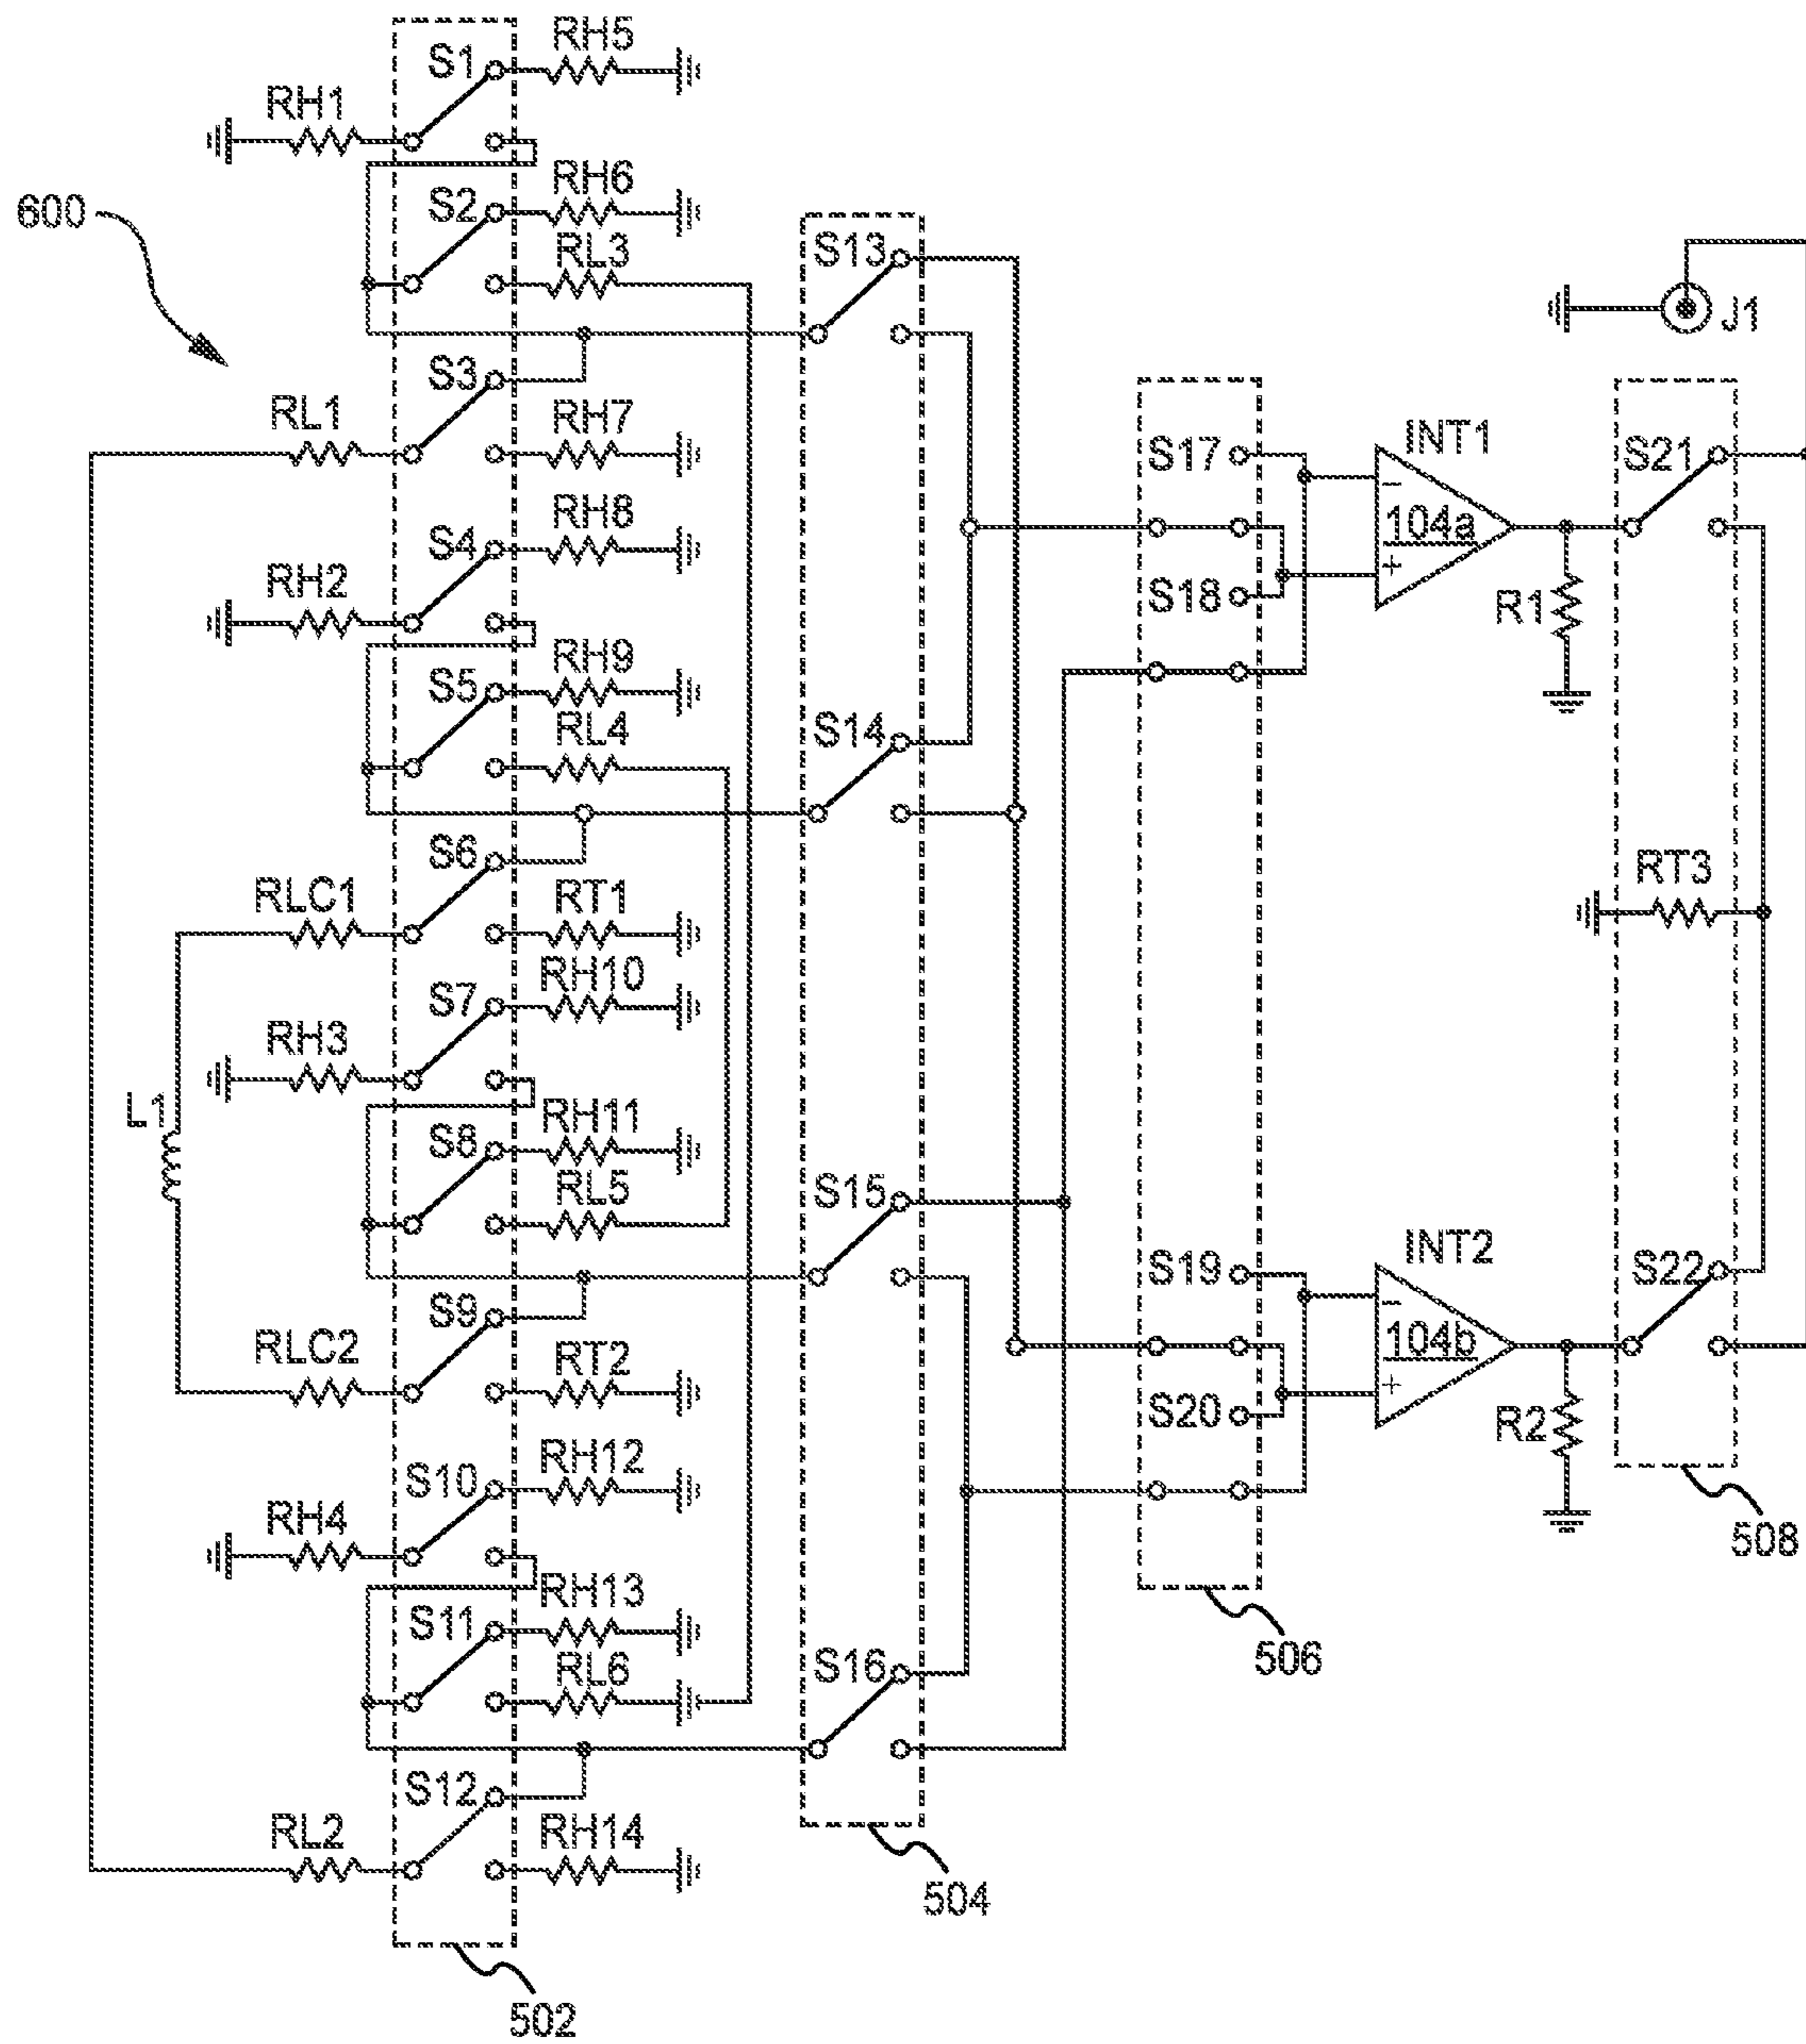 RH5
S1
RH1
RH6
S2
600
RL3
S13
J1
S3
RL1
RH7
INT1
S17
S21
RH8
104a
S4
-
+
RH2
S18
R1
RH9
S5
RL4
S14
S6
RLC1
RT1
RT3
RH10
S7
RH3
L1
RH11
S8
RL5
S15
INT2
S19
S22
S9
RLC2
RT2
104b
-
+
S20
R2
RH12
S10
RH4
508
RH13
S11
RL6
S16
506
S12
RL2
RH14
504
502